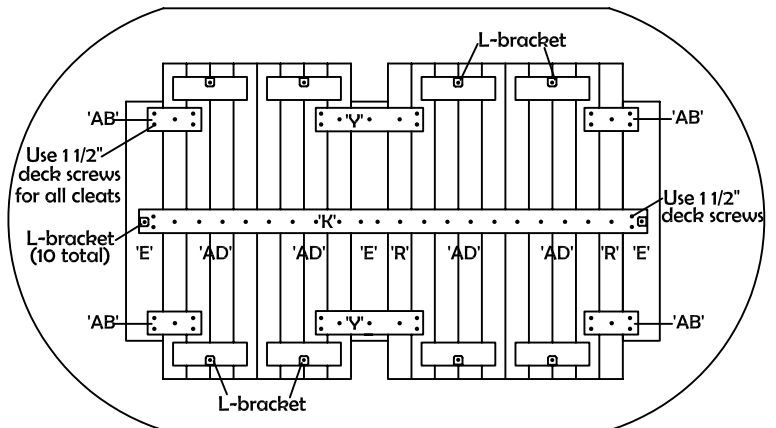 L-bracket
'AB'
'Y'
'AB'
Use 1 1/2"
deck screws
for all cleats
Use 1 1/2"
deck screws
'K'
L-bracket
(10 total)
'E' 'AD' 'AD' 'E' 'R' 'AD' 'AD' 'R' 'E'
'AB'
'Y'
'AB'
L-bracket